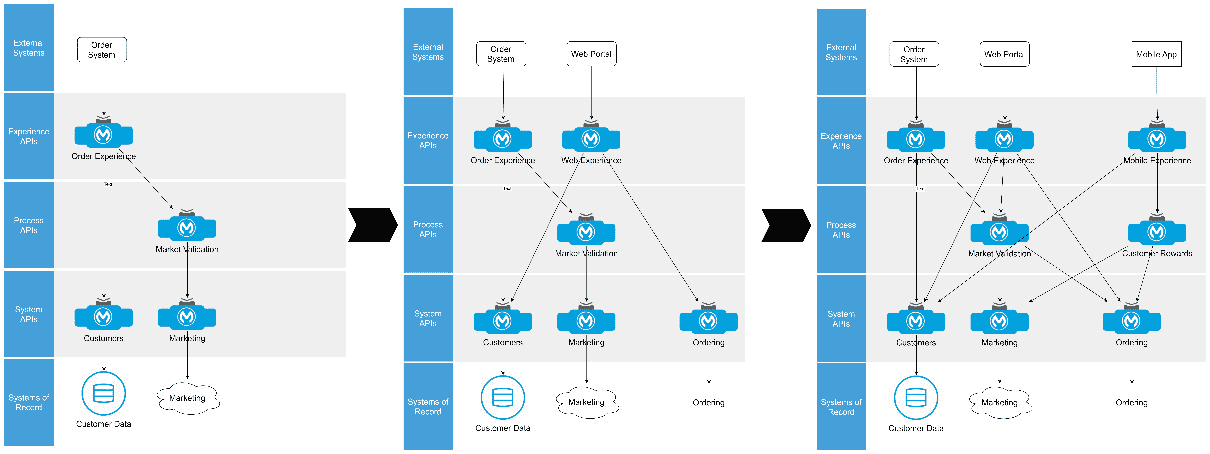 External
Systems
Order
System
Experience
APIs
Order Experience
Text
Process
APIs
Market Validation
System
APIs
Customers
Marketing
Systems of
Record
Marketing
Customer Data
External
Systems
Order
System
Web Portal
Experience
APIs
Order Experience
Web Experience
Process
APIs
Market Validation
System
APIs
Customers
Marketing
Ordering
Systems of
Record
Marketing
Ordering
Customer Data
External
Systems
Order
System
Web Portal
Mobile App
Experience
APIs
Order Experience
Web Experience
Mobile Experience
Process
APIs
Market Validation
Customer Rewards
System
APIs
Customers
Marketing
Ordering
Systems of
Record
Marketing
Ordering
Customer Data